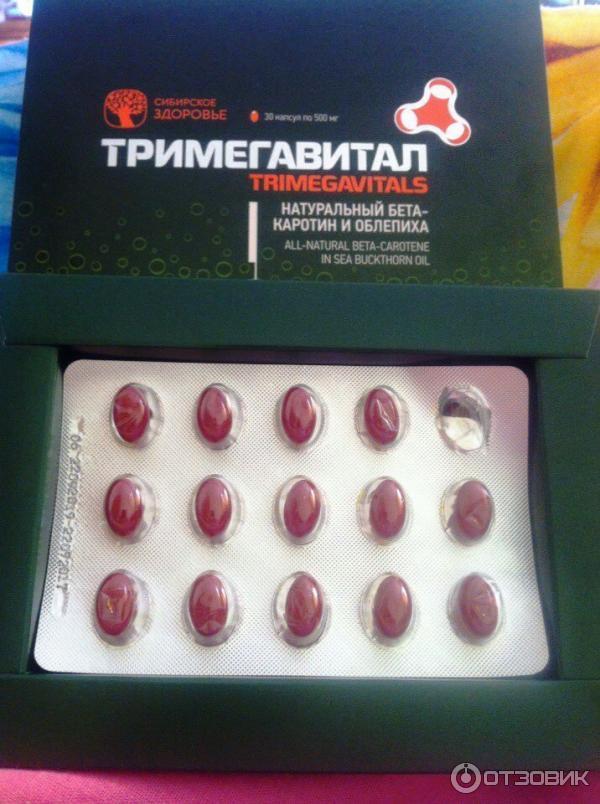 СИБИРСКОЕ
ЗДОРОВЬЕ
30 капсул по 500 мг
ТРИМЕГАВИТАЛ
TRIMEGAVITALS
НАТУРАЛЬНЫЙ БЕТА-
КАРОТИН И ОБЛЕПИХА
ALL-NATURAL BETA-CAROTENE
IN SEA BUCKTHORN OIL
ОТЗОВИК